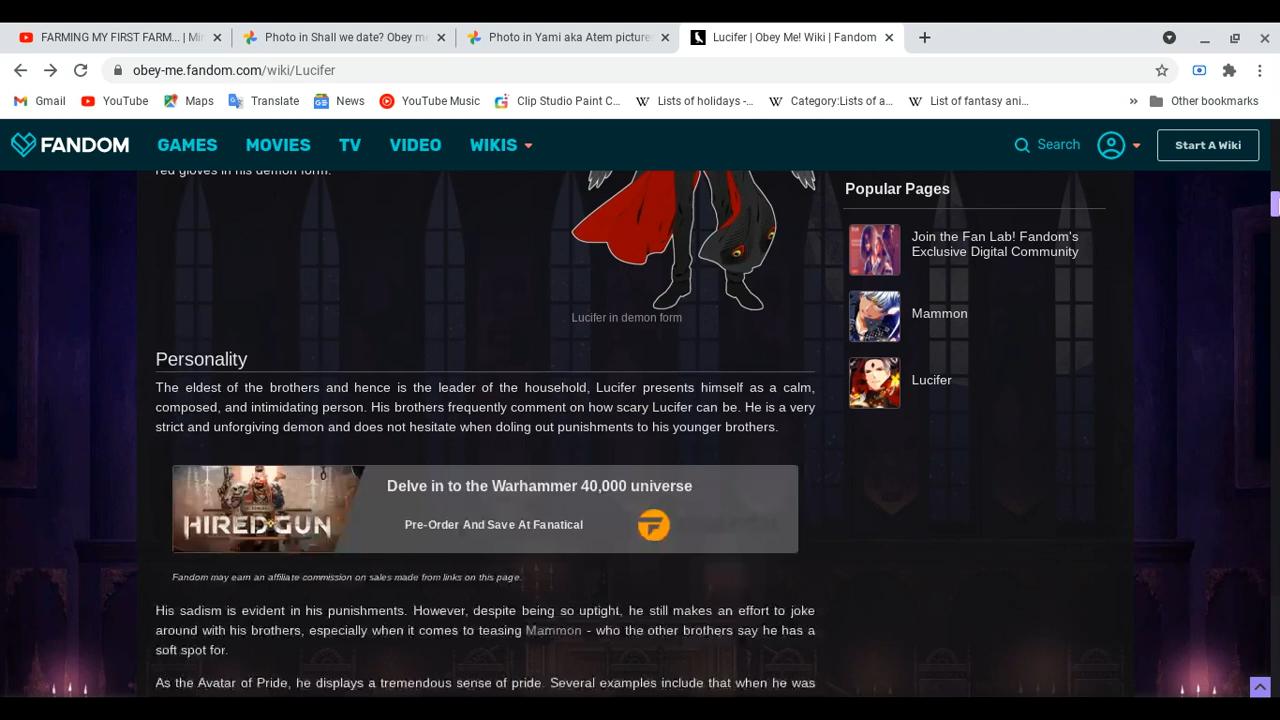 FARMING MY FIRST FARM... | Mi
Photo in Shall we date? Obey me
Photo in Yami aka Atem picture
Lucifer | Obey Me! Wiki | Fandom
obey-me.fandom.com/wiki/Lucifer
Gmail
YouTube
Maps
Translate
News
YouTube Music
Clip Studio Paint C...
Lists of holidays -...
Category:Lists of a...
List of fantasy ani...
Other bookmarks
FANDOM
GAMES
MOVIES
TV
VIDEO
WIKIS
Search
Start A Wiki
red gloves in his demon form.
Lucifer in demon form
Popular Pages
Join the Fan Lab! Fandom's
Exclusive Digital Community
Mammon
Lucifer
Personality
The eldest of the brothers and hence is the leader of the household, Lucifer presents himself as a calm,
composed, and intimidating person. His brothers frequently comment on how scary Lucifer can be. He is a very
strict and unforgiving demon and does not hesitate when doling out punishments to his younger brothers.
HIRED GUN
Delve in to the Warhammer 40,000 universe
Pre-Order And Save At Fanatical
Fandom may earn an affiliate commission on sales made from links on this page.
His sadism is evident in his punishments. However, despite being so uptight, he still makes an effort to joke
around with his brothers, especially when it comes to teasing Mammon - who the other brothers say he has a
soft spot for.
As the Avatar of Pride, he displays a tremendous sense of pride. Several examples include that when he was